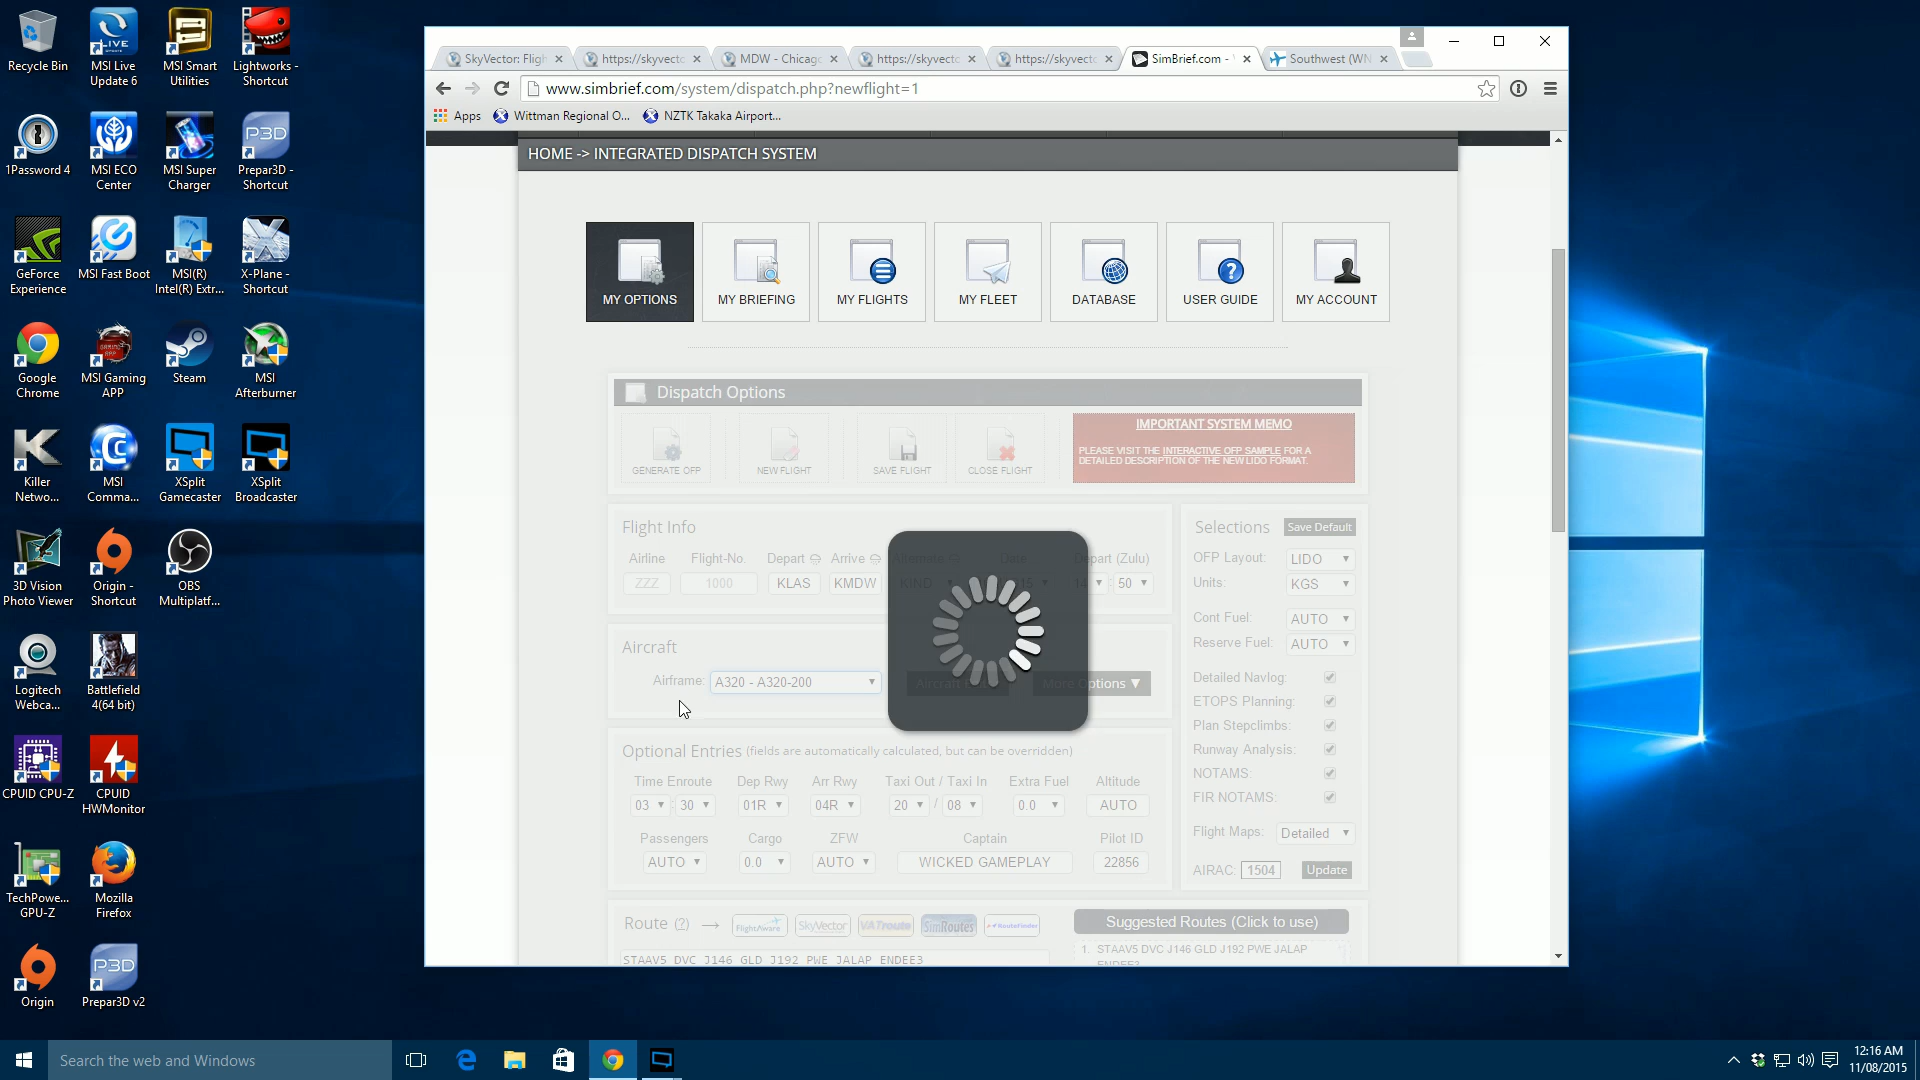 Recycle Bin
MSI Live Update 6
MSI Smart Utilities
Lightworks - Shortcut
1Password 4
MSI ECO Center
MSI Super Charger
Prepar3D - Shortcut
GeForce Experience
MSI Fast Boot
MSI(R) Intel(R) Extr...
X-Plane - Shortcut
Google Chrome
MSI Gaming APP
Steam
MSI Afterburner
Killer Netwo...
MSI Comma...
XSplit Gamecaster
XSplit Broadcaster
3D Vision Photo Viewer
Origin - Shortcut
OBS Multiplatf...
Logitech Webca...
Battlefield 4(64 bit)
CPUID CPU-Z
CPUID HWMonitor
TechPowe... GPU-Z
Mozilla Firefox
Origin
Prepar3D v2
SkyVector: Fligh
https://skyvecto
MDW - Chicago
https://skyvecto
https://skyvecto
SimBrief.com -
Southwest (WN
www.simbrief.com/system/dispatch.php?newflight=1
Apps
Wittman Regional O...
NZTK Takaka Airport...
HOME -> INTEGRATED DISPATCH SYSTEM
MY OPTIONS
MY BRIEFING
MY FLIGHTS
MY FLEET
DATABASE
USER GUIDE
MY ACCOUNT
Dispatch Options
GENERATE OFP
NEW FLIGHT
SAVE FLIGHT
CLOSE FLIGHT
IMPORTANT SYSTEM MEMO
PLEASE VISIT THE INTERACTIVE OFP SAMPLE FOR A
DETAILED DESCRIPTION OF THE NEW LIDO FORMAT.
Flight Info
Airline Flight-No. Depart Arrive Alternate Date Depart (Zulu)
ZZZ 1000 KLAS KMDW KIND 14 : 50
Aircraft
Airframe: A320 - A320-200
More Options ▼
Optional Entries (fields are automatically calculated, but can be overridden)
Time Enroute Dep Rwy Arr Rwy Taxi Out / Taxi In Extra Fuel Altitude
03 : 30 01R 04R 20 / 08 0.0 AUTO
Passengers Cargo ZFW Captain Pilot ID
AUTO 0.0 AUTO WICKED GAMEPLAY 22856
Selections Save Default
OFP Layout: LIDO
Units: KGS
Cont Fuel: AUTO
Reserve Fuel: AUTO
Detailed Navlog:
ETOPS Planning:
Plan Stepclimbs:
Runway Analysis:
NOTAMS:
FIR NOTAMS:
Flight Maps: Detailed
AIRAC: 1504 Update
Route (?) → FlightAware SkyVector VATroute SimRoutes RouteFinder
STAAV5 DVC J146 GLD J192 PWE JALAP ENDEE3
Suggested Routes (Click to use)
1. STAAV5 DVC J146 GLD J192 PWE JALAP
ENDEE3
Search the web and Windows
12:16 AM
11/08/2015